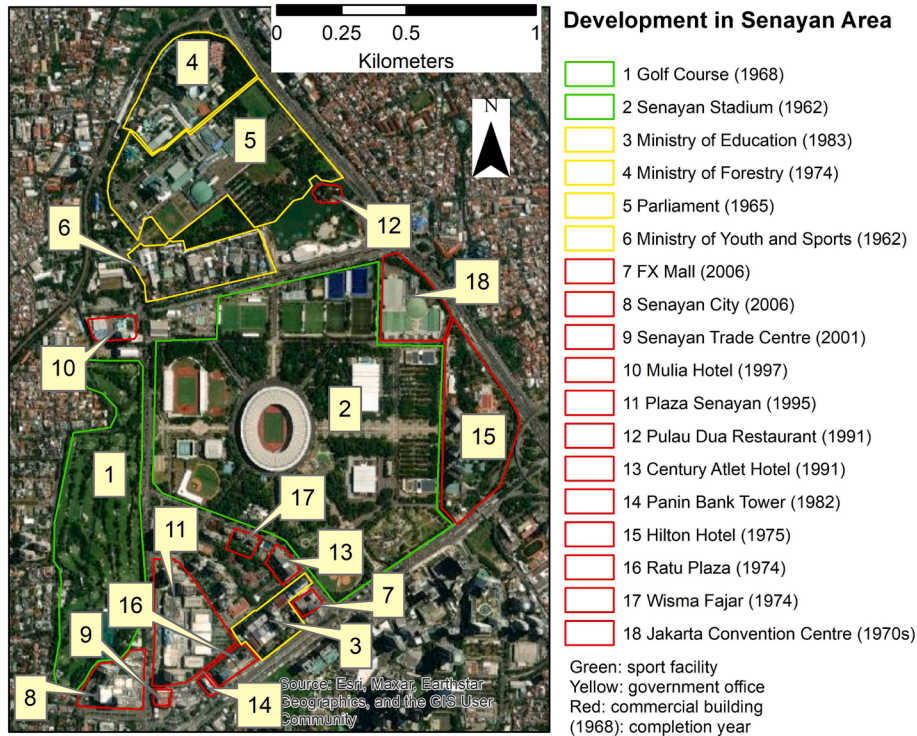 0 0.25 0.5 1
Kilometers
N
4
5
6
12
18
10
2
15
1
17
11
13
16
7
9
3
8
14
Source: Esri, Maxar, Earthstar
Geographics, and the GIS User
Community
Development in Senayan Area
1 Golf Course (1968)
2 Senayan Stadium (1962)
3 Ministry of Education (1983)
4 Ministry of Forestry (1974)
5 Parliament (1965)
6 Ministry of Youth and Sports (1962)
7 FX Mall (2006)
8 Senayan City (2006)
9 Senayan Trade Centre (2001)
10 Mulia Hotel (1997)
11 Plaza Senayan (1995)
12 Pulau Dua Restaurant (1991)
13 Century Atlet Hotel (1991)
14 Panin Bank Tower (1982)
15 Hilton Hotel (1975)
16 Ratu Plaza (1974)
17 Wisma Fajar (1974)
18 Jakarta Convention Centre (1970s)
Green: sport facility
Yellow: government office
Red: commercial building
(1968): completion year